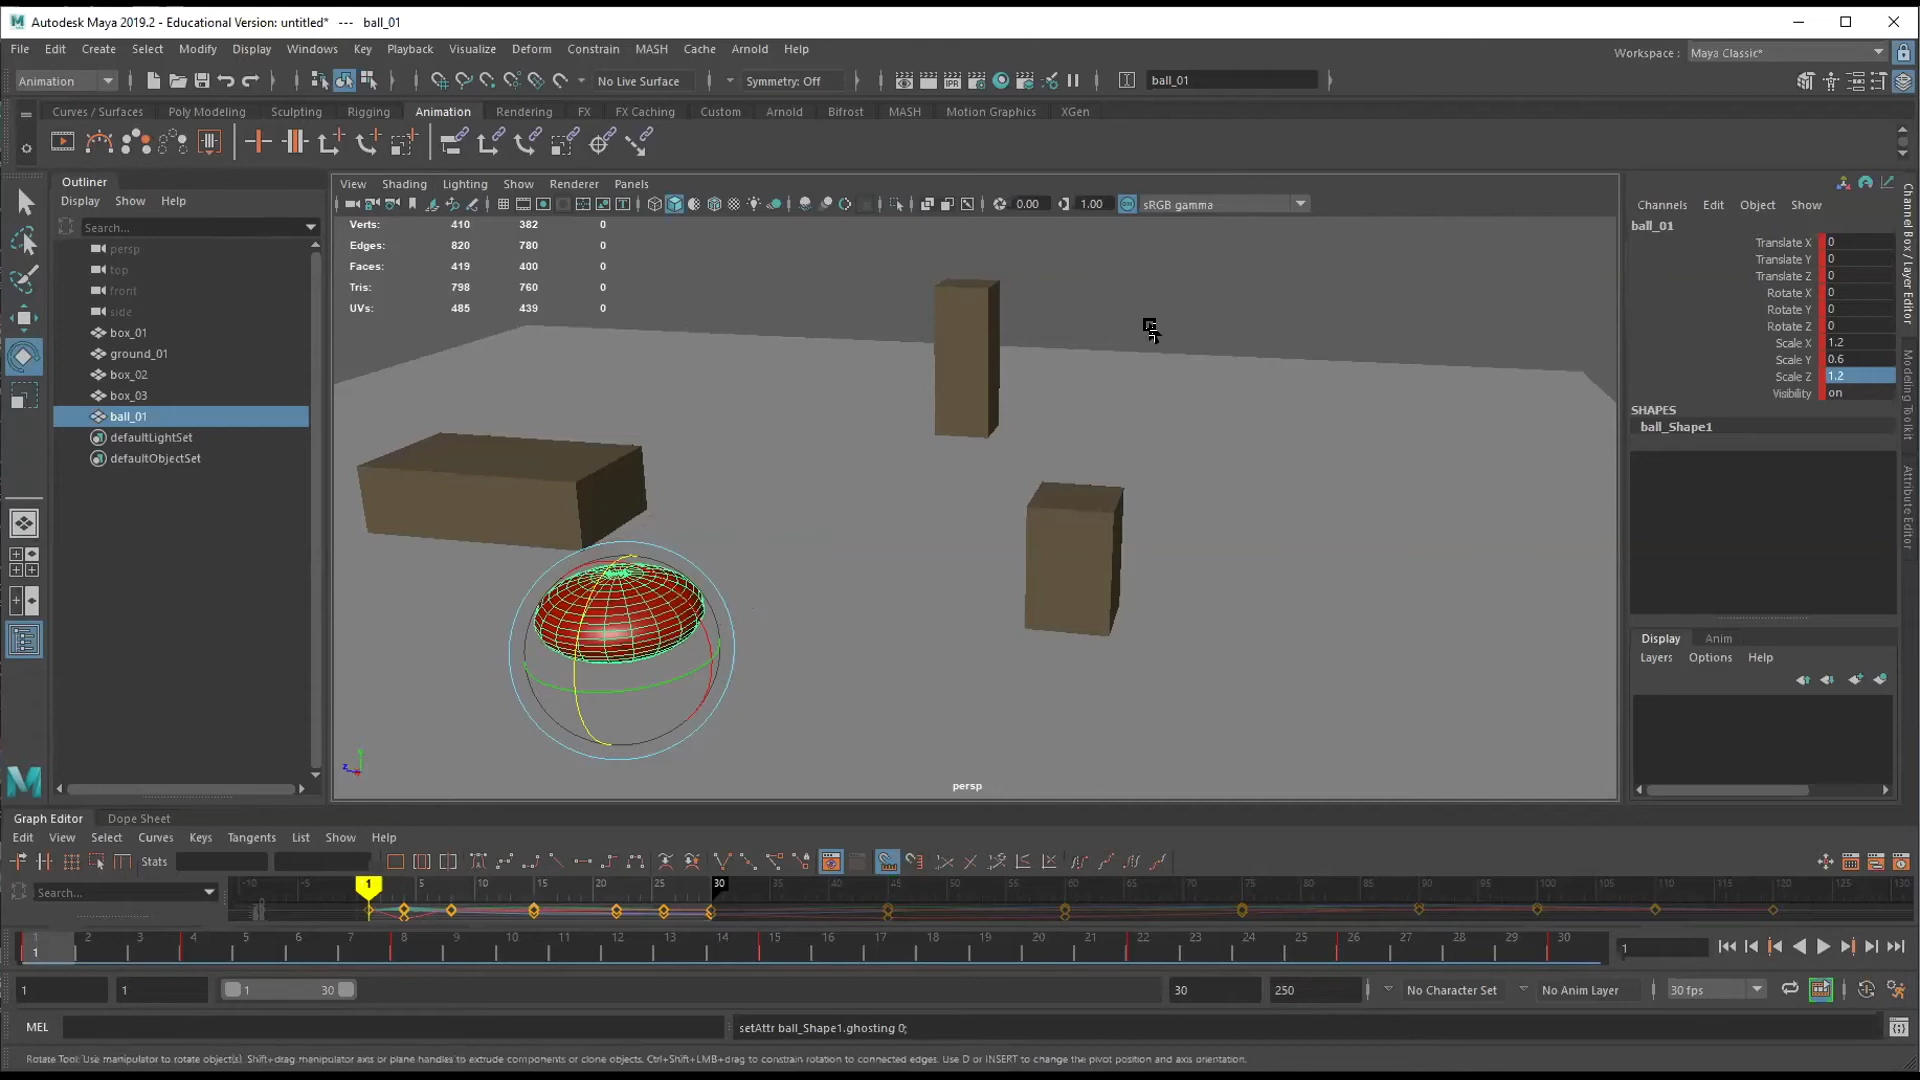 Autodesk Maya 2019.2 - Educational Version: untitled* --- ball_01
File Edit Create Select Modify Display Windows Mesh Key Playback Visualize Deform Constrain MASH Cache Arnold Help
Workspace : Maya Classic*
Animation No Live Surface Symmetry: Off ball_01
Curves / Surfaces Poly Modeling Sculpting Rigging Animation Rendering FX FX Caching Custom Arnold Bifrost MASH Motion Graphics XGen
Outliner
Display Show Help
Search...
persp
top
front
side
box_01
ground_01
box_02
box_03
ball_01
defaultLightSet
defaultObjectSet
View Shading Lighting Show Renderer Panels
0.00 1.00 sRGB gamma
Verts: 410 382 0
Edges: 820 780 0
Faces: 419 400 0
Tris: 798 760 0
UVs: 485 439 0
persp
Channels Edit Object Show
ball_01
Translate X 0
Translate Y 0
Translate Z 0
Rotate X 0
Rotate Y 0
Rotate Z 0
Scale X 1.2
Scale Y 0.6
Scale Z 1.2
Visibility on
SHAPES
ball_Shape1
Display Anim
Layers Options Help
Channel Box / Layer Editor
Modeling Toolkit
Attribute Editor
Graph Editor Dope Sheet
Edit View Select Curves Keys Tangents List Show Help
Stats
Search...
-10 -5 1 5 10 15 20 25 30 35 40 45 50 55 60 65 70 75 80 85 90 95 100 105 110 115 120 130
1 2 3 4 5 6 7 8 9 10 11 12 13 14 15 16 17 18 19 20 21 22 23 24 25 26 27 28 29 30
1 1
1 1 1 30 30 250 No Character Set No Anim Layer 30 fps
MEL setAttr ball_Shape1.ghosting 0;
Rotate Tool: Use manipulator to rotate object(s). Shift+drag manipulator axis or plane handles to extrude components or clone objects. Ctrl+Shift+LMB+drag to constrain rotation to connected edges. Use D or INSERT to change the pivot position and axis orientation.